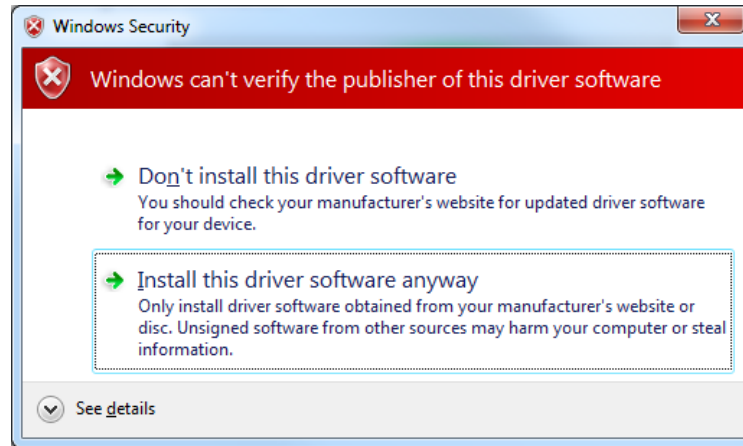 Windows Security
Windows can't verify the publisher of this driver software
Don't install this driver software
You should check your manufacturer's website for updated driver software
for your device.
Install this driver software anyway
Only install driver software obtained from your manufacturer's website or
disc. Unsigned software from other sources may harm your computer or steal
information.
See details